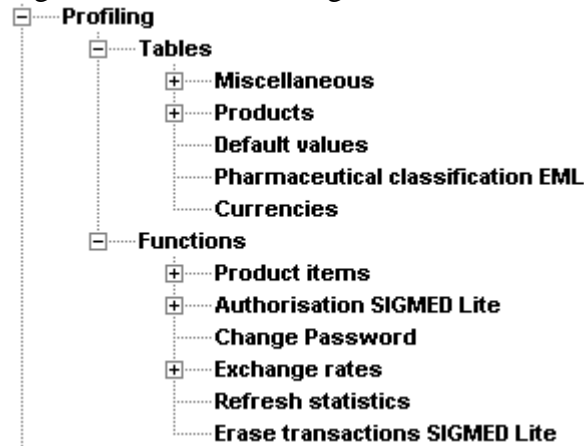 Profiling
Tables
Miscellaneous
Products
Default values
Pharmaceutical classification EML
Currencies
Functions
Product items
Authorisation SIGMED Lite
Change Password
Exchange rates
Refresh statistics
Erase transactions SIGMED Lite